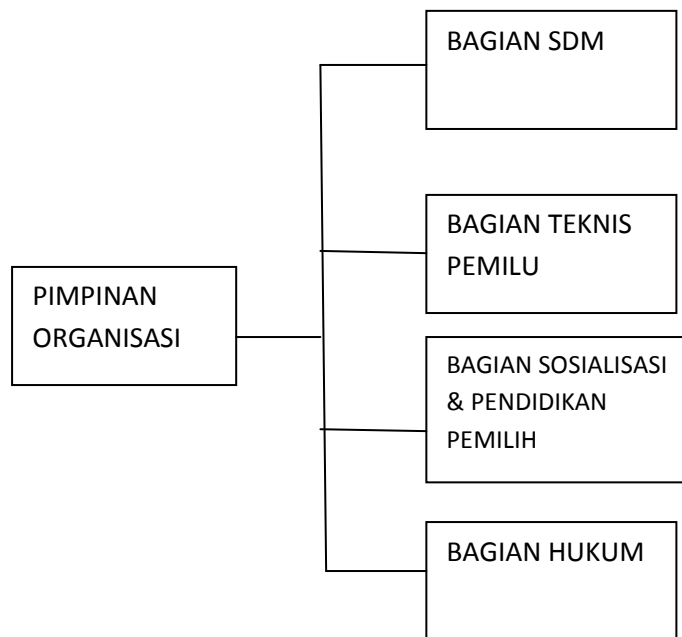 BAGIAN SDM
BAGIAN TEKNIS
PEMILU
PIMPINAN
ORGANISASI
BAGIAN SOSIALISASI
& PENDIDIKAN
PEMILIH
BAGIAN HUKUM